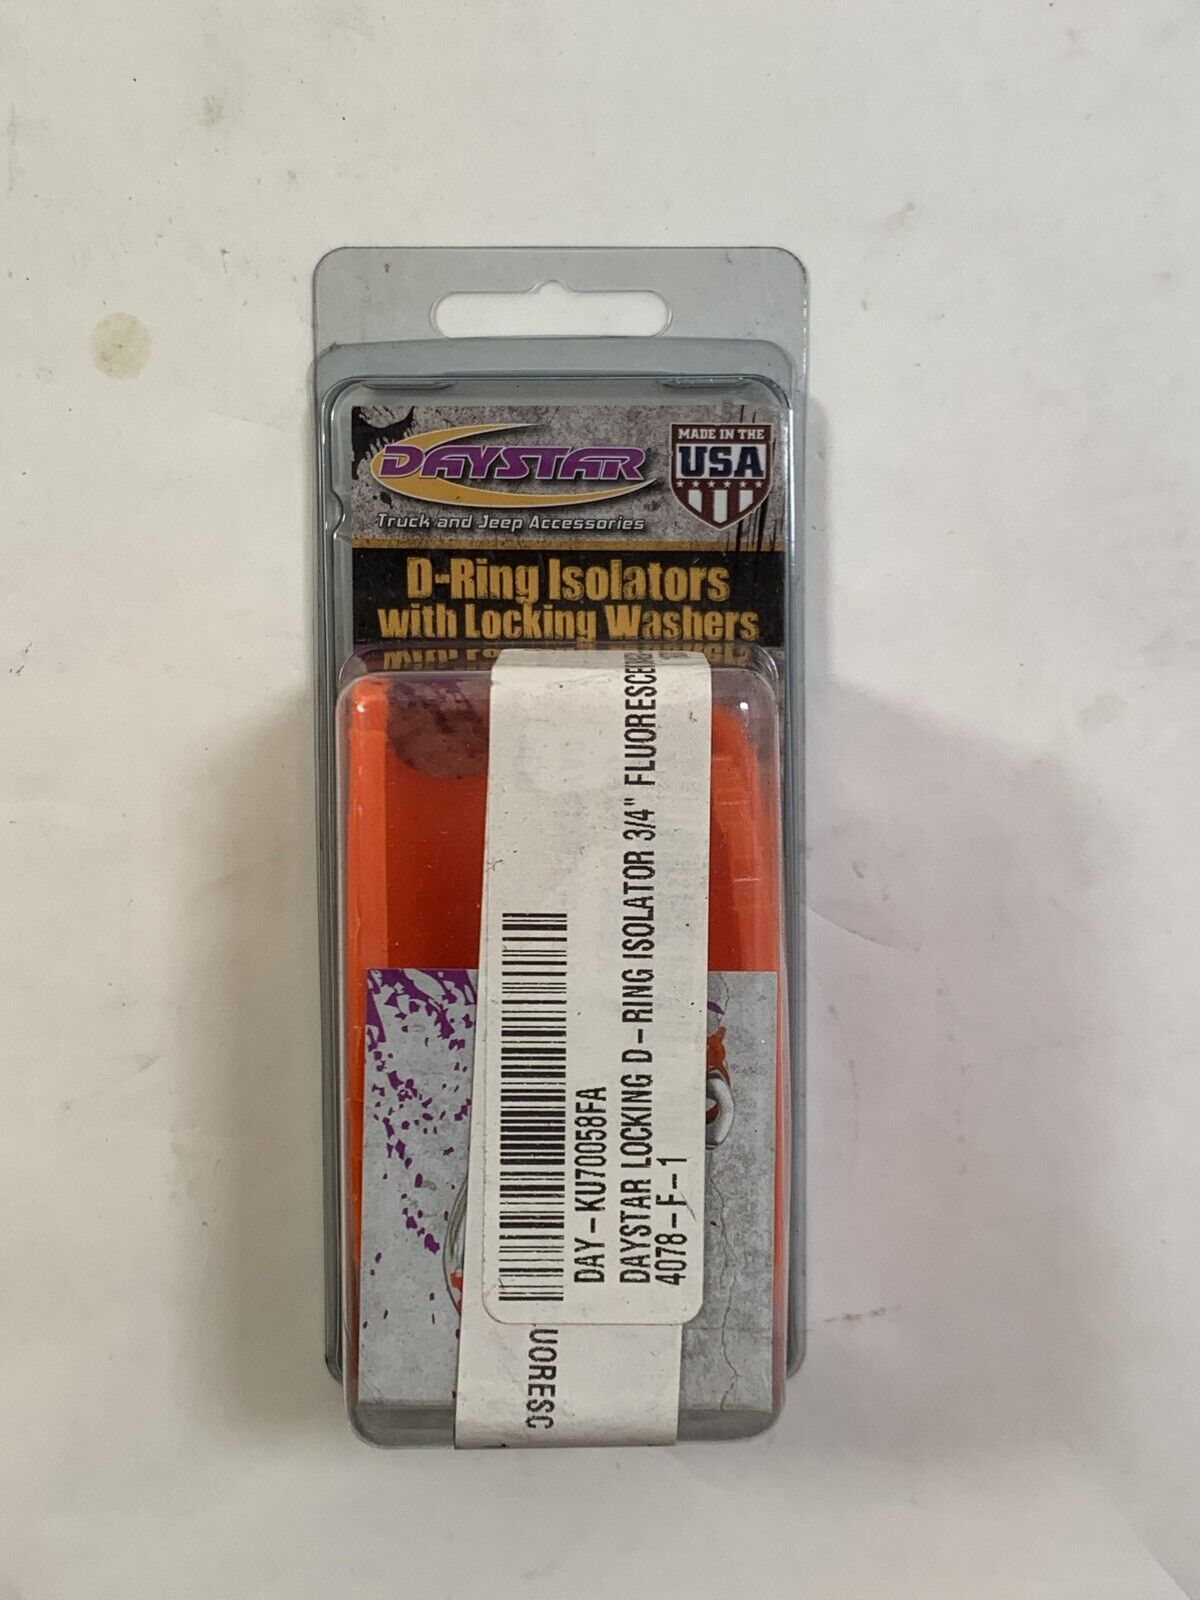 DAYSTAR
Truck and Jeep Accessories
MADE IN THE
USA
D-Ring Isolators
with Locking Washers
DAY-KU70058FA
DAYSTAR LOCKING D-RING ISOLATOR 3/4" FLUORESCE
4078-F-1
UORESC